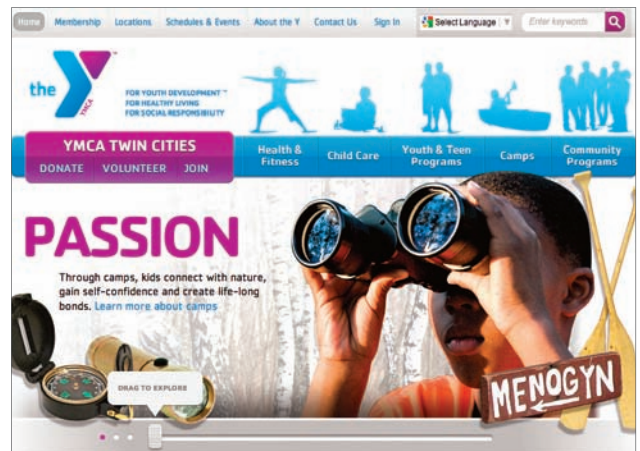 Home Membership Locations Schedules & Events About the Y Contact Us Sign In Select Language Enter keywords
the Y™
YMCA
FOR YOUTH DEVELOPMENT™
FOR HEALTHY LIVING
FOR SOCIAL RESPONSIBILITY
YMCA TWIN CITIES
DONATE VOLUNTEER JOIN
Health &
Fitness
Child Care
Youth & Teen
Programs
Camps
Community
Programs
PASSION
Through camps, kids connect with nature,
gain self-confidence and create life-long
bonds. Learn more about camps
DRAG TO EXPLORE
MENOGYN